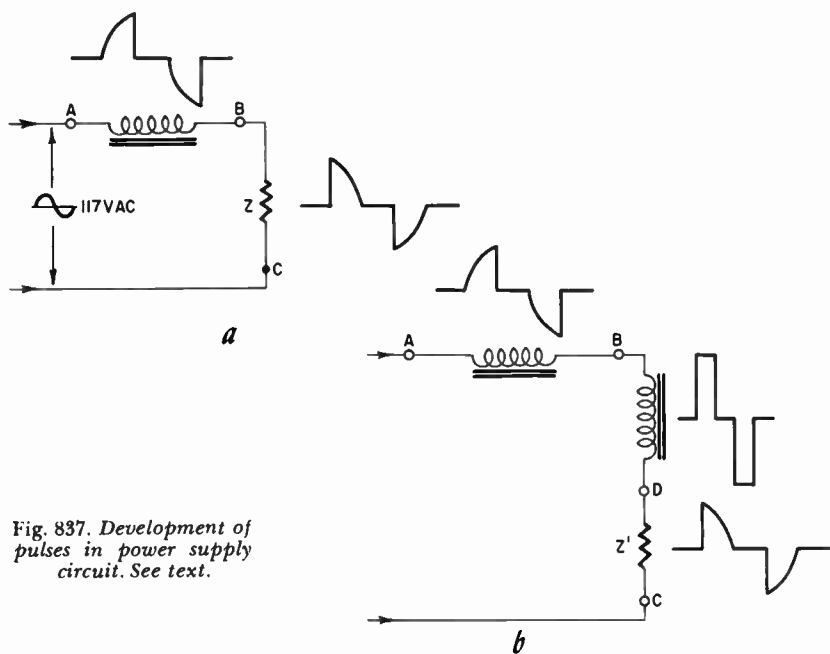 A
B
117VAC
Z
C
a
A
B
D
Z'
C
b
Fig. 837. Development of
pulses in power supply
circuit. See text.